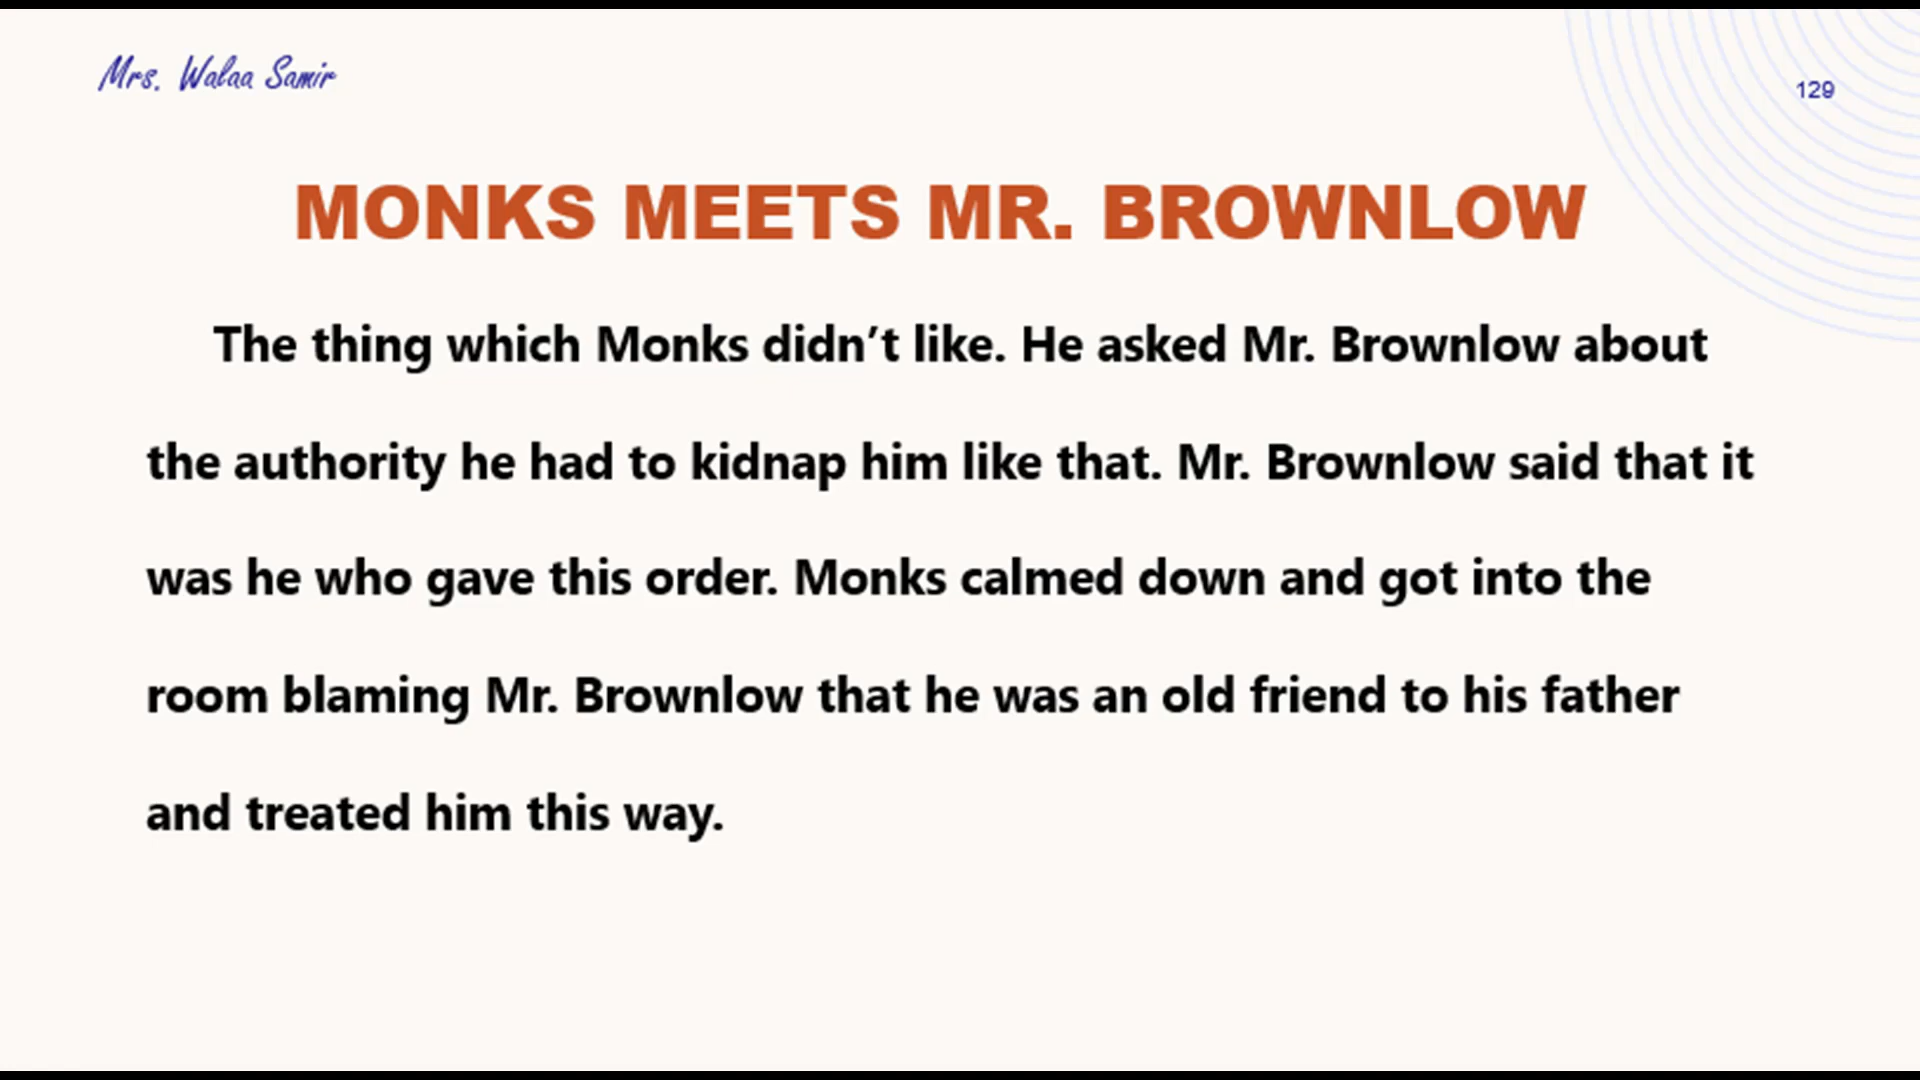 Mrs. Walaa Samir
129
MONKS MEETS MR. BROWNLOW
The thing which Monks didn’t like. He asked Mr. Brownlow about
the authority he had to kidnap him like that. Mr. Brownlow said that it
was he who gave this order. Monks calmed down and got into the
room blaming Mr. Brownlow that he was an old friend to his father
and treated him this way.